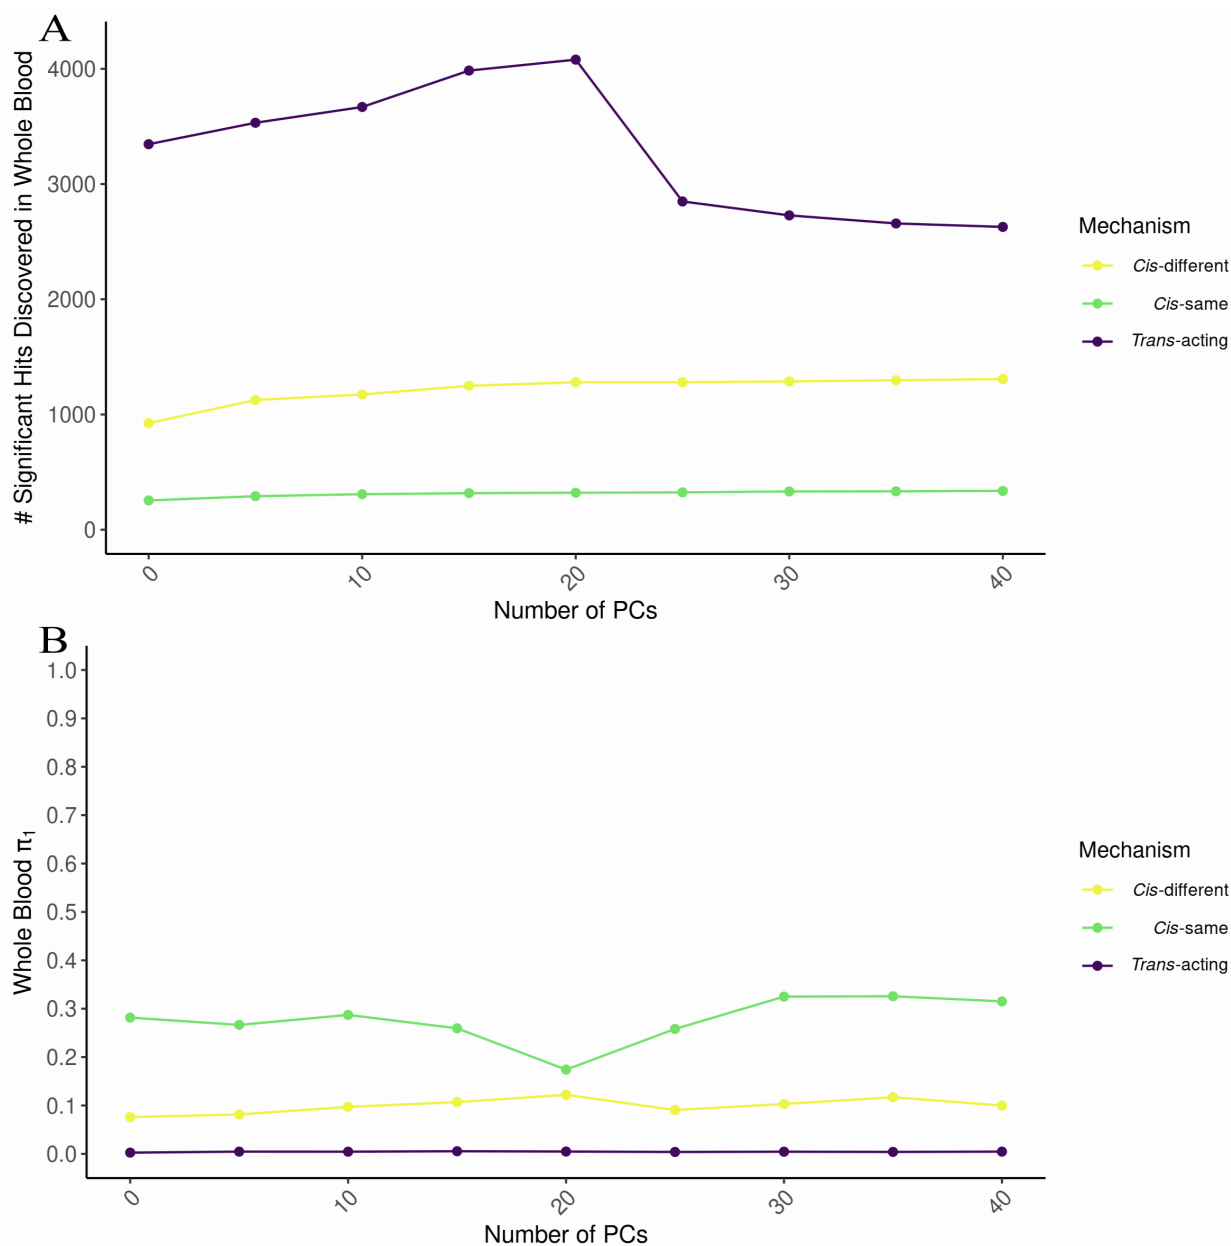 A
# Significant Hits Discovered in Whole Blood
4000
3000
2000
1000
0
0
10
20
30
40
Number of PCs
Mechanism
Cis-different
Cis-same
Trans-acting
B
Whole Blood π₁
1.0
0.9
0.8
0.7
0.6
0.5
0.4
0.3
0.2
0.1
0.0
0
10
20
30
40
Number of PCs
Mechanism
Cis-different
Cis-same
Trans-acting